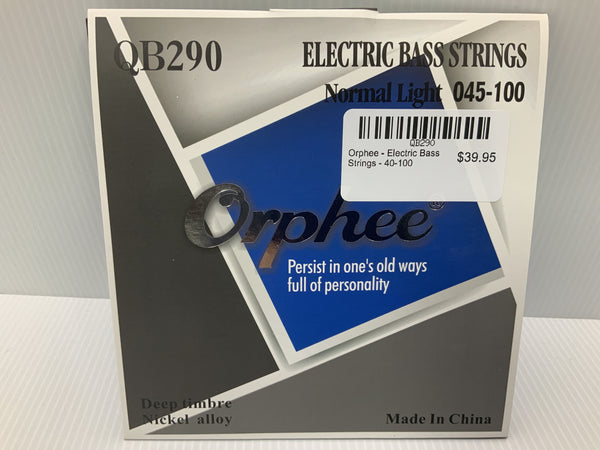 QB290
ELECTRIC BASS STRINGS
Normal Light 045-100
QB290
Orphee - Electric Bass
Strings - 40-100
$39.95
Orphee®
Persist in one's old ways
full of personality
Deep timbre
Nickel alloy
Made In China